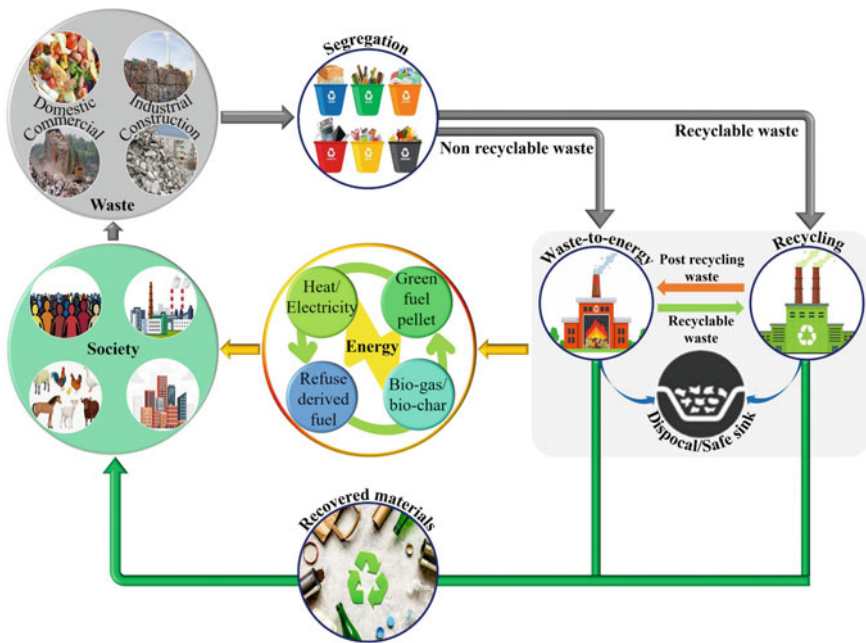 Segregation
Domestic
Industrial
Commercial
Construction
Waste
Recyclable waste
Non recyclable waste
Waste-to-energy
Recycling
Post recycling
waste
Recyclable
waste
Heat/
Electricity
Green
fuel
pellet
Energy
Refuse
derived
fuel
Bio-gas/
bio-char
Society
Dispocal/Safe sink
Recovered materials